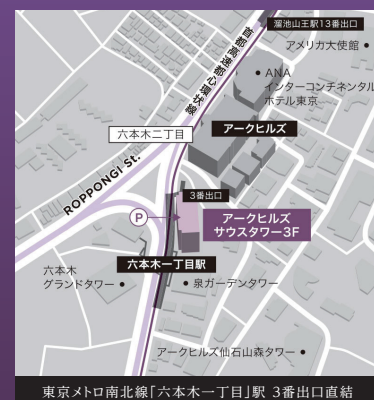 溜池山王駅13番出口
アメリカ大使館
首都高速都心環状線
ANA
インターコンチネンタル
ホテル東京
六本木二丁目
アークヒルズ
ROPPONGI St.
3番出口
P
アークヒルズ
サウスタワー3F
六本木一丁目駅
六本木
グランドタワー
泉ガーデンタワー
アークヒルズ仙石山森タワー
東京メトロ南北線「六本木一丁目」駅 3番出口直結